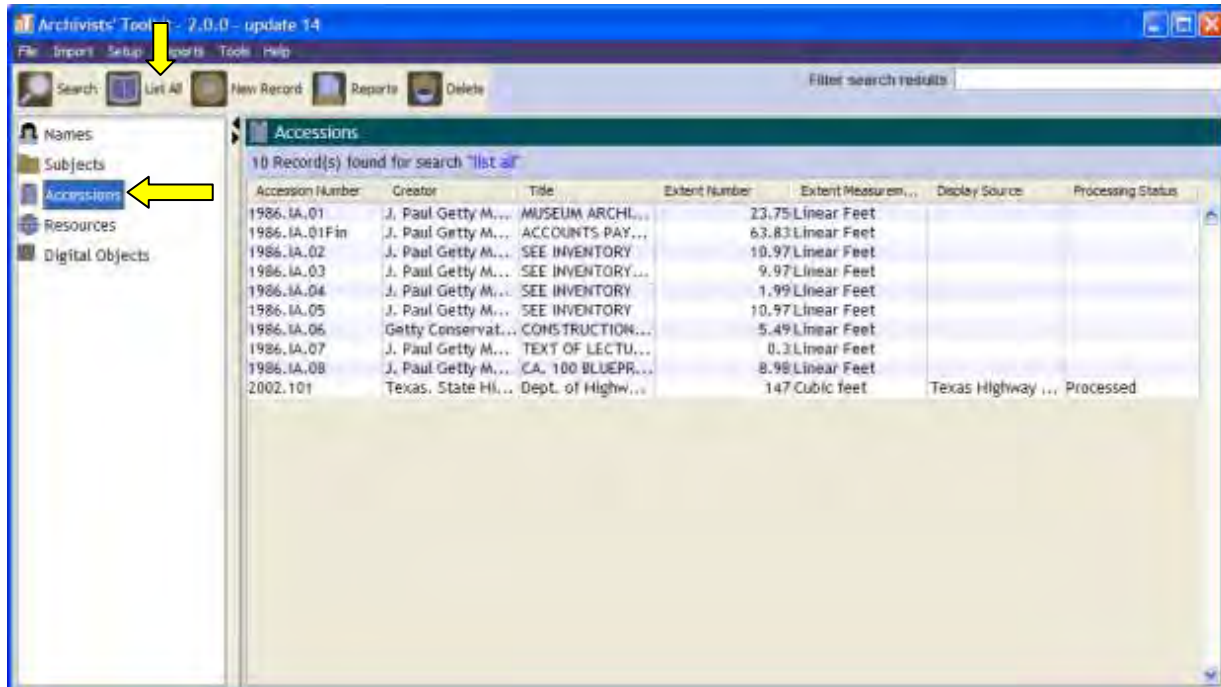 Archivists' Toolkit - 2.0.0 - update 14
File Import Setup Reports Tools Help
Search List All New Record Reports Delete Filter search results
Names
Subjects
Accessions
Resources
Digital Objects
Accessions
10 Record(s) found for search "list all"
Accession Number Creator Title Extent Number Extent Measurem... Display Source Processing Status
1986.IA.01 J. Paul Getty M... MUSEUM ARCHI... 23.75 Linear Feet
1986.IA.01Fin J. Paul Getty M... ACCOUNTS PAY... 63.83 Linear Feet
1986.IA.02 J. Paul Getty M... SEE INVENTORY 10.97 Linear Feet
1986.IA.03 J. Paul Getty M... SEE INVENTORY... 9.97 Linear Feet
1986.IA.04 J. Paul Getty M... SEE INVENTORY 1.99 Linear Feet
1986.IA.05 J. Paul Getty M... SEE INVENTORY 10.97 Linear Feet
1986.IA.06 Getty Conservat... CONSTRUCTION... 5.49 Linear Feet
1986.IA.07 J. Paul Getty M... TEXT OF LECTU... 0.3 Linear Feet
1986.IA.08 J. Paul Getty M... CA. 100 BLUEPR... 8.98 Linear Feet
2002.101 Texas. State Hi... Dept. of Highw... 147 Cubic feet Texas Highway ... Processed